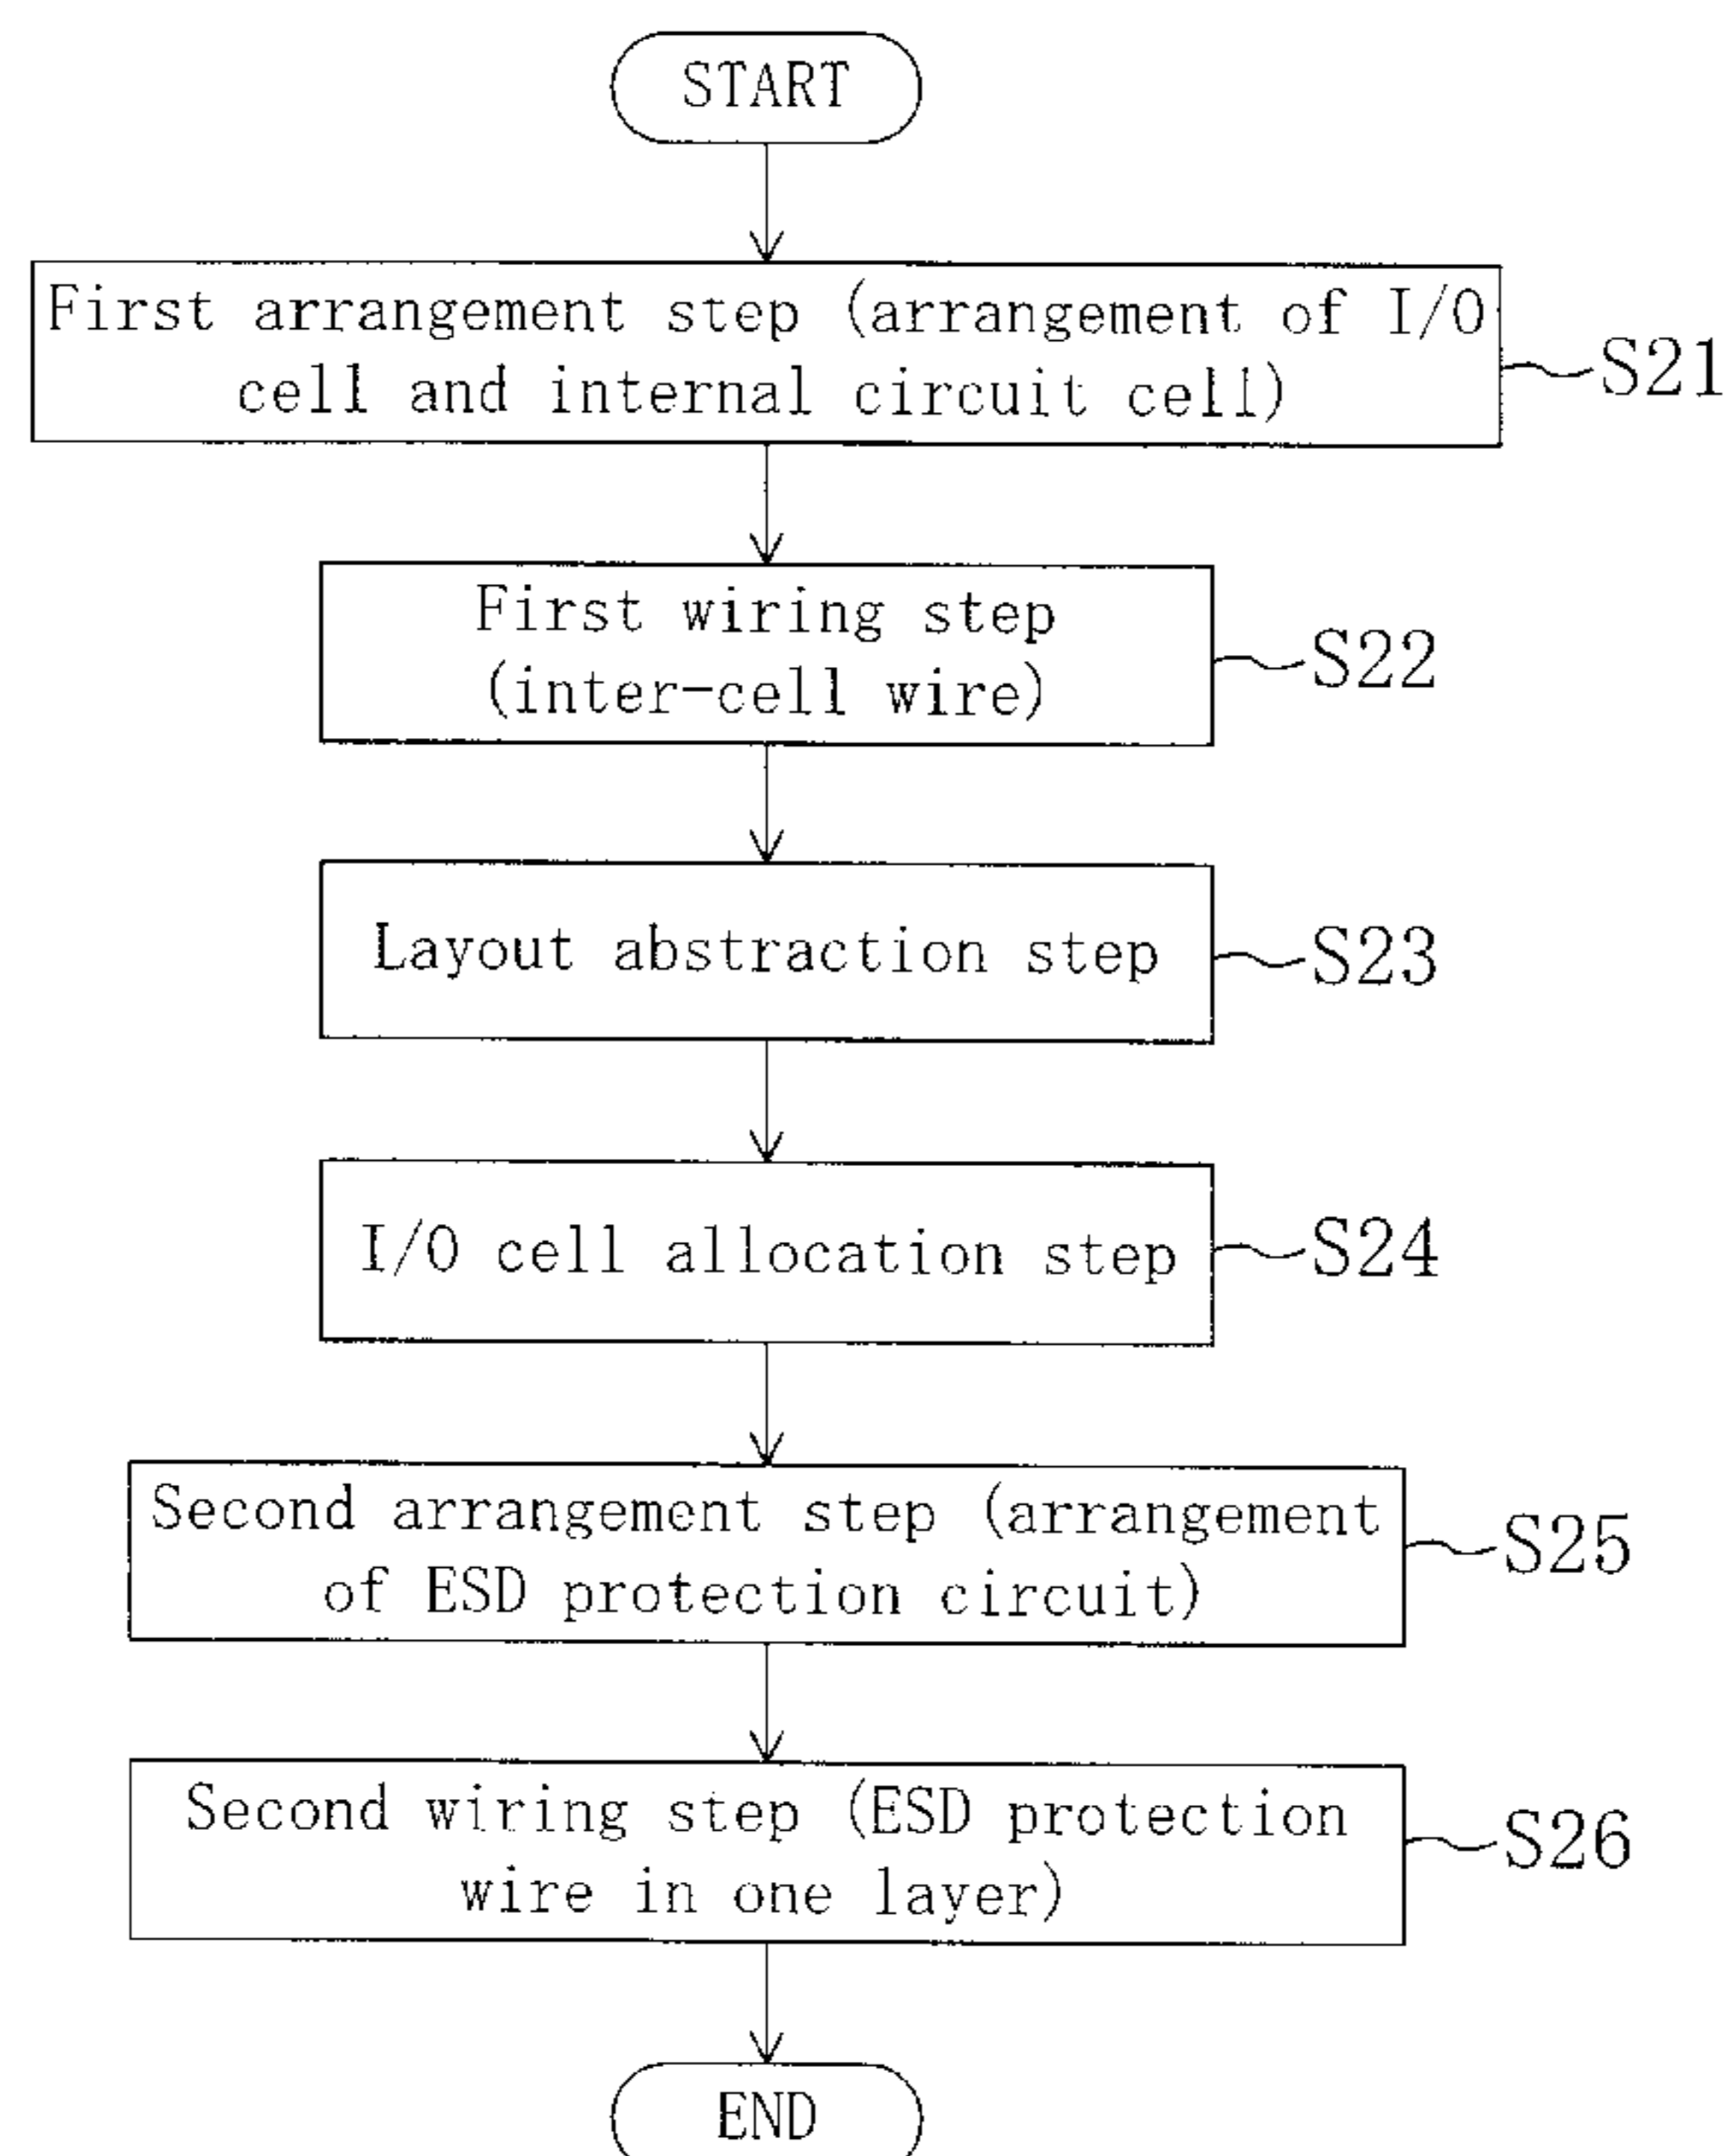 START
First arrangement step (arrangement of I/O
cell and internal circuit cell)
S21
First wiring step
(inter-cell wire)
S22
Layout abstraction step
S23
I/O cell allocation step
S24
Second arrangement step (arrangement
of ESD protection circuit)
S25
Second wiring step (ESD protection
wire in one layer)
S26
END